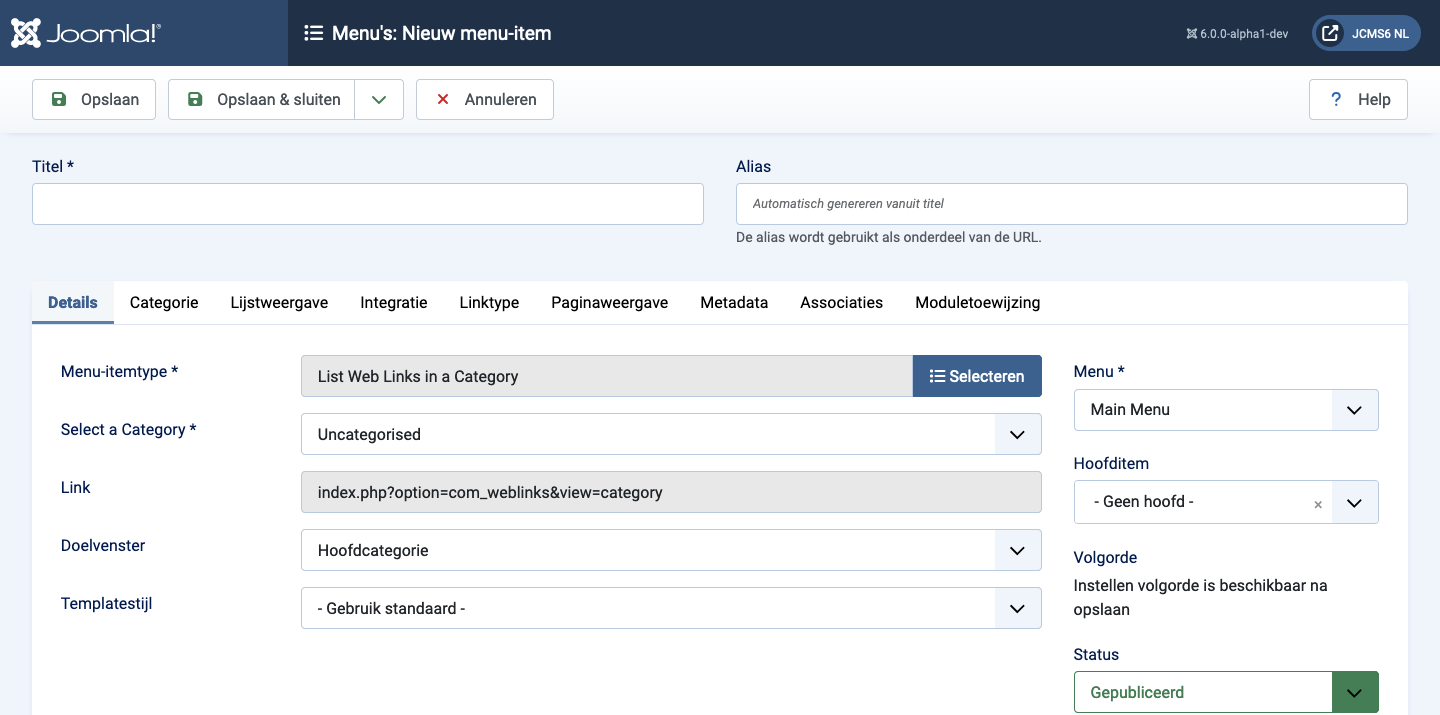 Joomla!®
Menu's: Nieuw menu-item
6.0.0-alpha1-dev
JCMS6 NL
Opslaan
Opslaan & sluiten
Annuleren
? Help
Titel *
Alias
Automatisch genereren vanuit titel
De alias wordt gebruikt als onderdeel van de URL.
Details Categorie Lijstweergave Integratie Linktype Paginaweergave Metadata Associaties Moduletoewijzing
Menu-itemtype *
List Web Links in a Category
Selecteren
Select a Category *
Uncategorised
Link
index.php?option=com_weblinks&view=category
Doelvenster
Hoofdcategorie
Templatestijl
- Gebruik standaard -
Menu *
Main Menu
Hoofditem
- Geen hoofd - ×
Volgorde
Instellen volgorde is beschikbaar na
opslaan
Status
Gepubliceerd